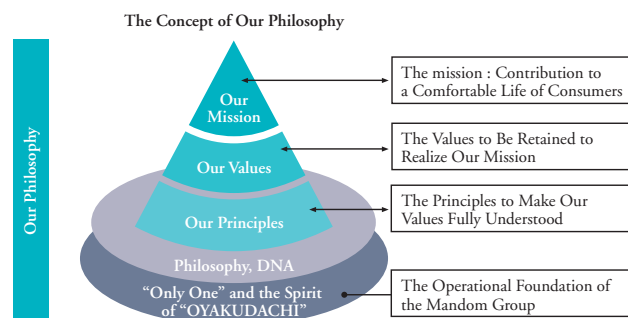 The Concept of Our Philosophy
Our Philosophy
Our
Mission
The mission : Contribution to
a Comfortable Life of Consumers
Our Values
The Values to Be Retained to
Realize Our Mission
Our Principles
The Principles to Make Our
Values Fully Understood
Philosophy, DNA
“Only One” and the Spirit
of “OYAKUDACHI”
The Operational Foundation of
the Mandom Group